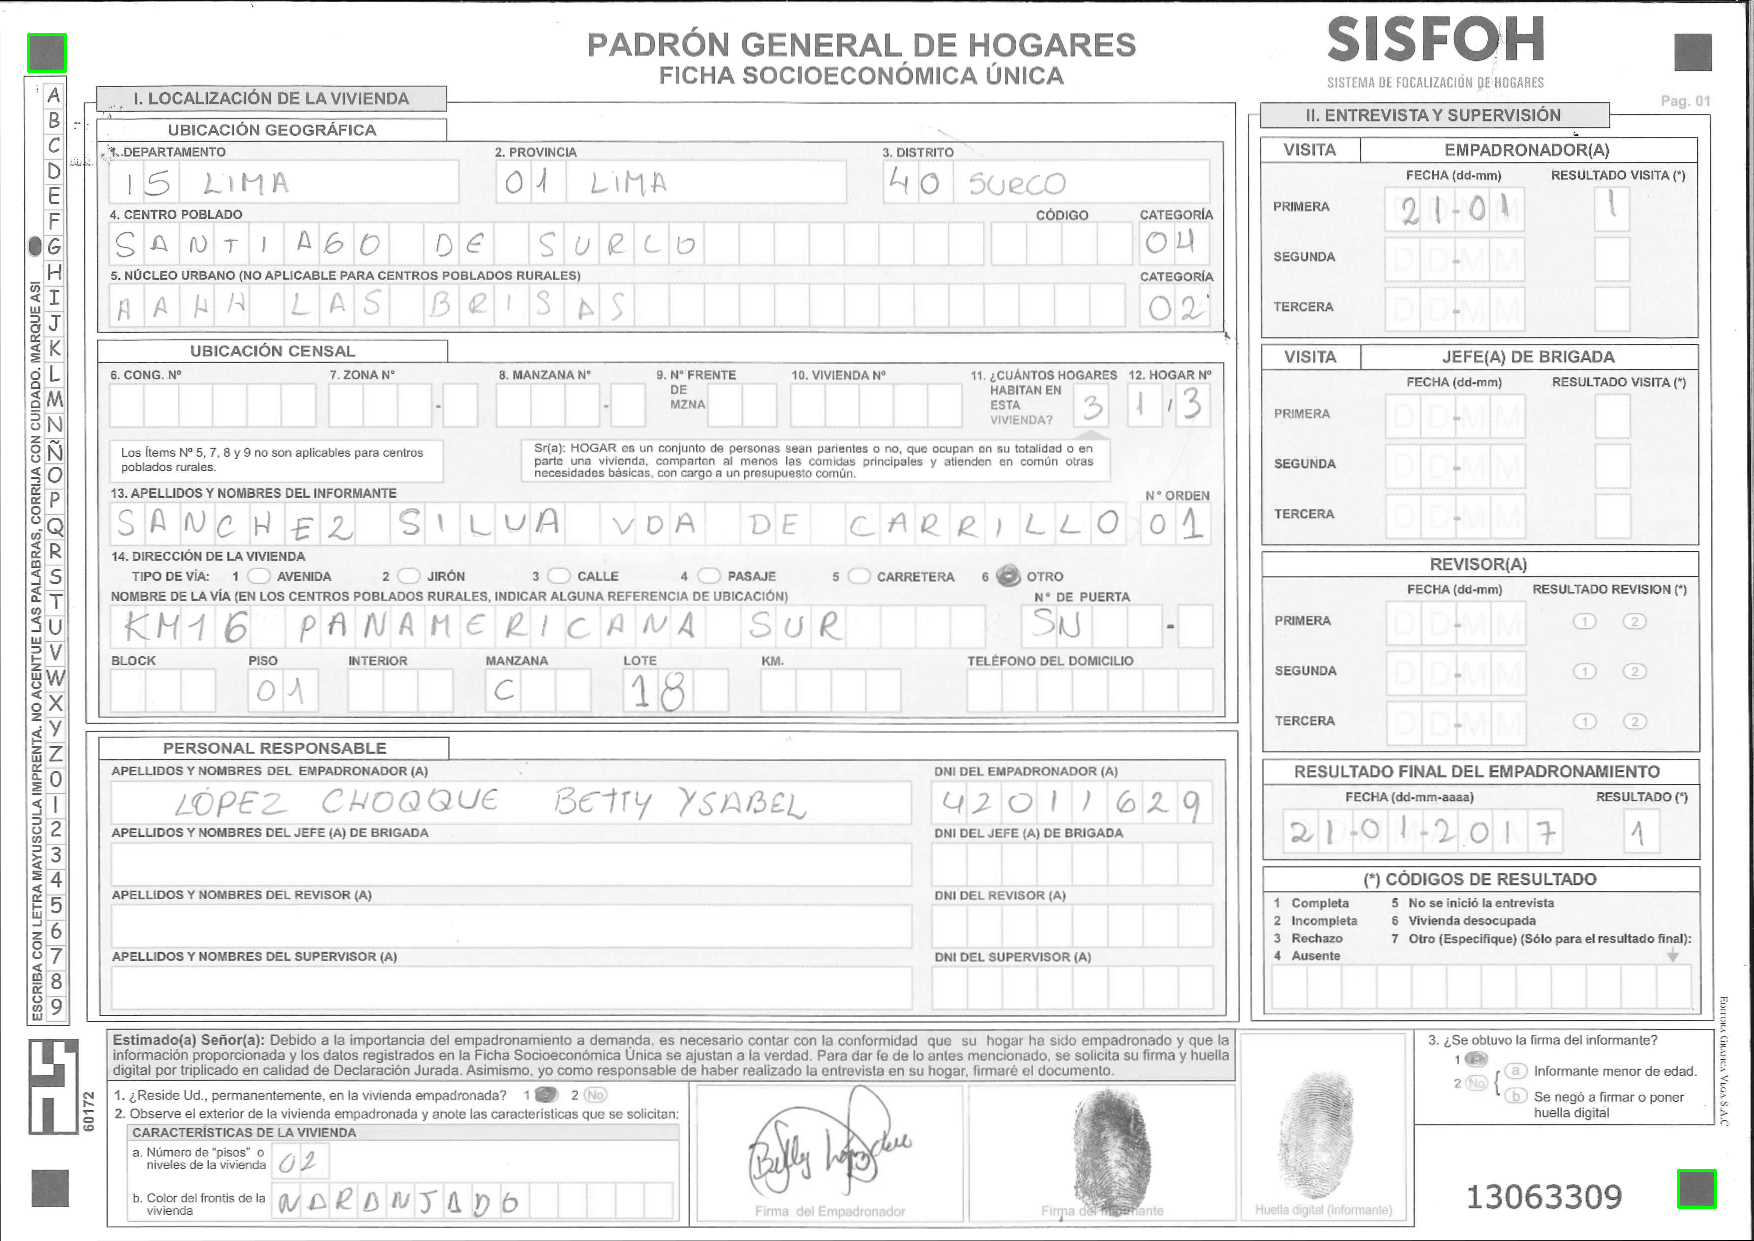 PADRÓN GENERAL DE HOGARES
FICHA SOCIOECONÓMICA ÚNICA
SISFOH
SISTEMA DE FOCALIZACIÓN DE HOGARES
Pag. 01
ESCRIBA CON LETRA MAYUSCULA IMPRENTA. NO ACENTUE LAS PALABRAS, CORRIJA CON CUIDADO. MARQUE ASI
A B C D E F G H I J K L M N Ñ O P Q R S T U V W X Y Z 0 1 2 3 4 5 6 7 8 9
I. LOCALIZACIÓN DE LA VIVIENDA
UBICACIÓN GEOGRÁFICA
1. DEPARTAMENTO 2. PROVINCIA 3. DISTRITO
15 LIMA 01 LIMA 40 SURCO
4. CENTRO POBLADO CÓDIGO CATEGORÍA
SANTIAGO DE SURCO 04
5. NÚCLEO URBANO (NO APLICABLE PARA CENTROS POBLADOS RURALES) CATEGORÍA
AAHH LAS BRISAS 02
UBICACIÓN CENSAL
6. CONG. Nº 7. ZONA Nº 8. MANZANA Nº 9. Nº FRENTE DE MZNA 10. VIVIENDA Nº 11. ¿CUÁNTOS HOGARES HABITAN EN ESTA VIVIENDA? 12. HOGAR Nº
- - 3 1 / 3
Los Ítems Nº 5, 7, 8 y 9 no son aplicables para centros
poblados rurales.
Sr(a): HOGAR es un conjunto de personas sean parientes o no, que ocupan en su totalidad o en
parte una vivienda, comparten al menos las comidas principales y atienden en común otras
necesidades básicas, con cargo a un presupuesto común.
13. APELLIDOS Y NOMBRES DEL INFORMANTE N° ORDEN
SANCHEZ SILVA VDA DE CARRILLO 01
14. DIRECCIÓN DE LA VIVIENDA
TIPO DE VÍA: 1 AVENIDA 2 JIRÓN 3 CALLE 4 PASAJE 5 CARRETERA 6 OTRO
NOMBRE DE LA VÍA (EN LOS CENTROS POBLADOS RURALES, INDICAR ALGUNA REFERENCIA DE UBICACIÓN) N° DE PUERTA
KM16 PANAMERICANA SUR SN -
BLOCK PISO INTERIOR MANZANA LOTE KM. TELÉFONO DEL DOMICILIO
01 C 18
PERSONAL RESPONSABLE
APELLIDOS Y NOMBRES DEL EMPADRONADOR (A) DNI DEL EMPADRONADOR (A)
LÓPEZ CHOQQUE BETTY YSABEL 42011629
APELLIDOS Y NOMBRES DEL JEFE (A) DE BRIGADA DNI DEL JEFE (A) DE BRIGADA
APELLIDOS Y NOMBRES DEL REVISOR (A) DNI DEL REVISOR (A)
APELLIDOS Y NOMBRES DEL SUPERVISOR (A) DNI DEL SUPERVISOR (A)
II. ENTREVISTA Y SUPERVISIÓN
VISITA EMPADRONADOR(A)
FECHA (dd-mm) RESULTADO VISITA (*)
PRIMERA 21-01 1
SEGUNDA DD-MM
TERCERA DD-MM
VISITA JEFE(A) DE BRIGADA
FECHA (dd-mm) RESULTADO VISITA (*)
PRIMERA DD-MM
SEGUNDA DD-MM
TERCERA DD-MM
REVISOR(A)
FECHA (dd-mm) RESULTADO REVISION (*)
PRIMERA DD-MM 1 2
SEGUNDA DD-MM 1 2
TERCERA DD-MM 1 2
RESULTADO FINAL DEL EMPADRONAMIENTO
FECHA (dd-mm-aaaa) RESULTADO (*)
21-01-2017 1
(*) CÓDIGOS DE RESULTADO
1 Completa 5 No se inició la entrevista
2 Incompleta 6 Vivienda desocupada
3 Rechazo 7 Otro (Especifique) (Sólo para el resultado final):
4 Ausente
60172
Estimado(a) Señor(a): Debido a la importancia del empadronamiento a demanda, es necesario contar con la conformidad que su hogar ha sido empadronado y que la
información proporcionada y los datos registrados en la Ficha Socioeconómica Única se ajustan a la verdad. Para dar fe de lo antes mencionado, se solicita su firma y huella
digital por triplicado en calidad de Declaración Jurada. Asimismo, yo como responsable de haber realizado la entrevista en su hogar, firmaré el documento.
1. ¿Reside Ud., permanentemente, en la vivienda empadronada? 1 2 No
2. Observe el exterior de la vivienda empadronada y anote las características que se solicitan:
CARACTERÍSTICAS DE LA VIVIENDA
a. Número de "pisos" o
niveles de la vivienda 02
b. Color del frontis de la
vivienda NARANJADO
Firma del Empadronador
Firma del Informante
Huella digital (Informante)
3. ¿Se obtuvo la firma del informante?
1
2 No
a Informante menor de edad.
b Se negó a firmar o poner
huella digital
13063309
EDITORA GRAFICA VEGA S.A.C